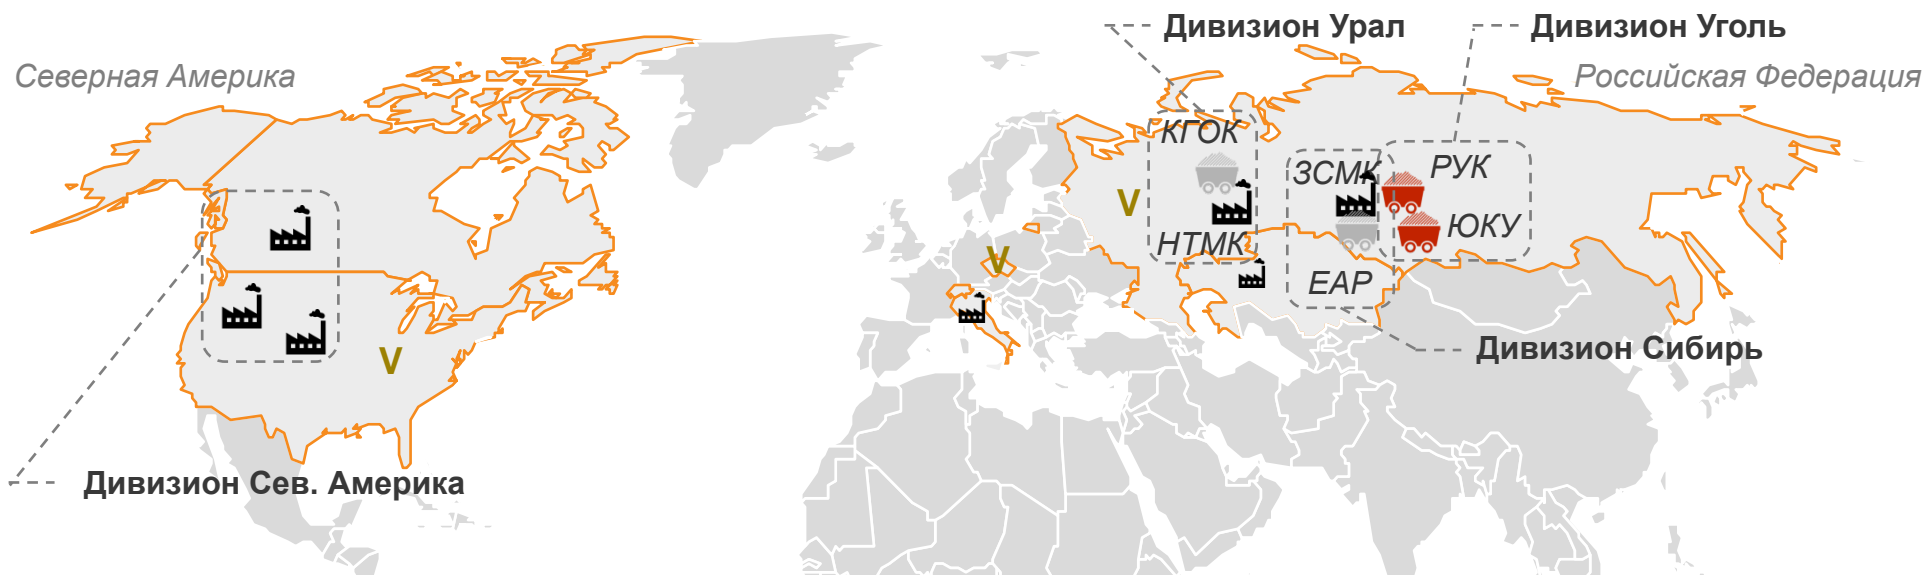 Дивизион Урал
Дивизион Уголь
Северная Америка
Российская Федерация
КГОК
ЗСМК
РУК
V
НТМК
ЮКУ
V
ЕАР
Дивизион Сибирь
V
Дивизион Сев. Америка